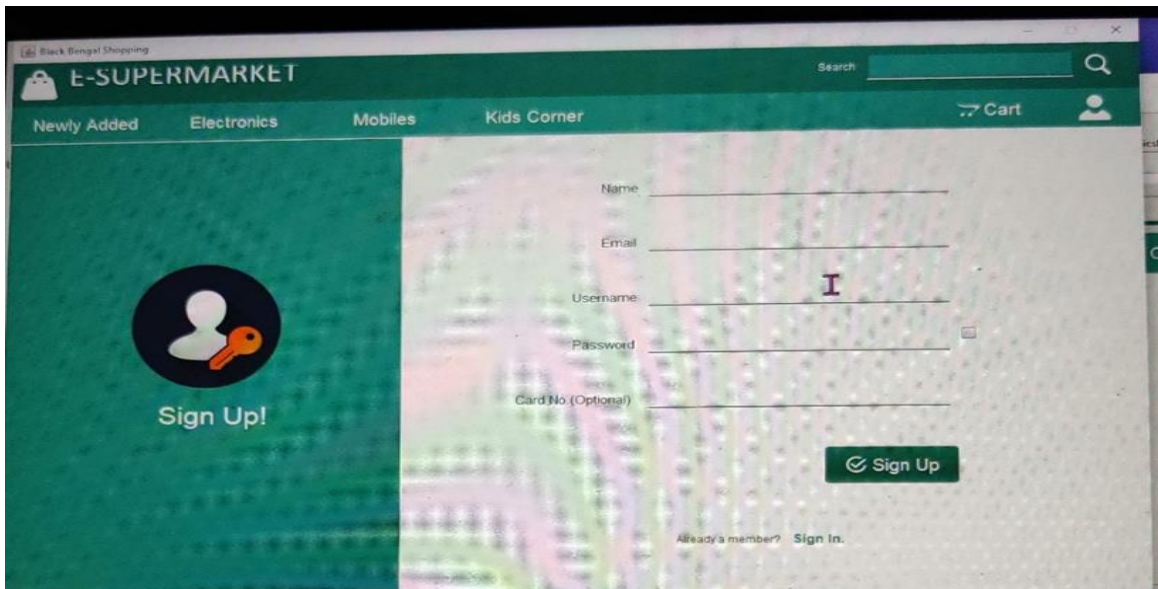 Black Bengal Shopping
E-SUPERMARKET
Search
Newly Added Electronics Mobiles Kids Corner Cart
Name
Email
Username
Password
Card No.(Optional)
Sign Up!
Sign Up
Already a member? Sign In.